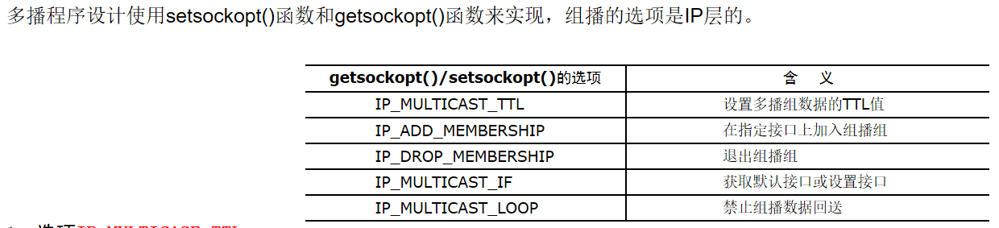 多播程序设计使用setsockopt()函数和getsockopt()函数来实现，组播的选项是IP层的。
getsockopt()/setsockopt()的选项 含 义
IP_MULTICAST_TTL 设置多播组数据的TTL值
IP_ADD_MEMBERSHIP 在指定接口上加入组播组
IP_DROP_MEMBERSHIP 退出组播组
IP_MULTICAST_IF 获取默认接口或设置接口
IP_MULTICAST_LOOP 禁止组播数据回送